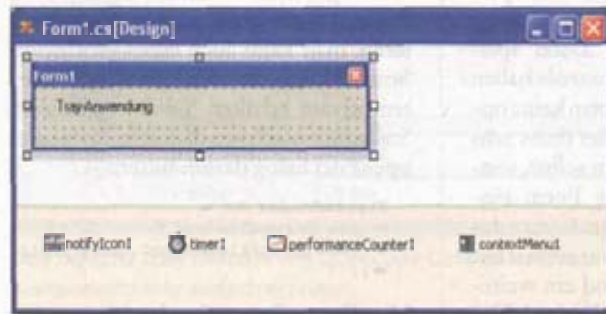 Form1.cs[Design]
Form1
TrayAnwendung
notifyIcon1 timer1 performanceCounter1 contextMenu1